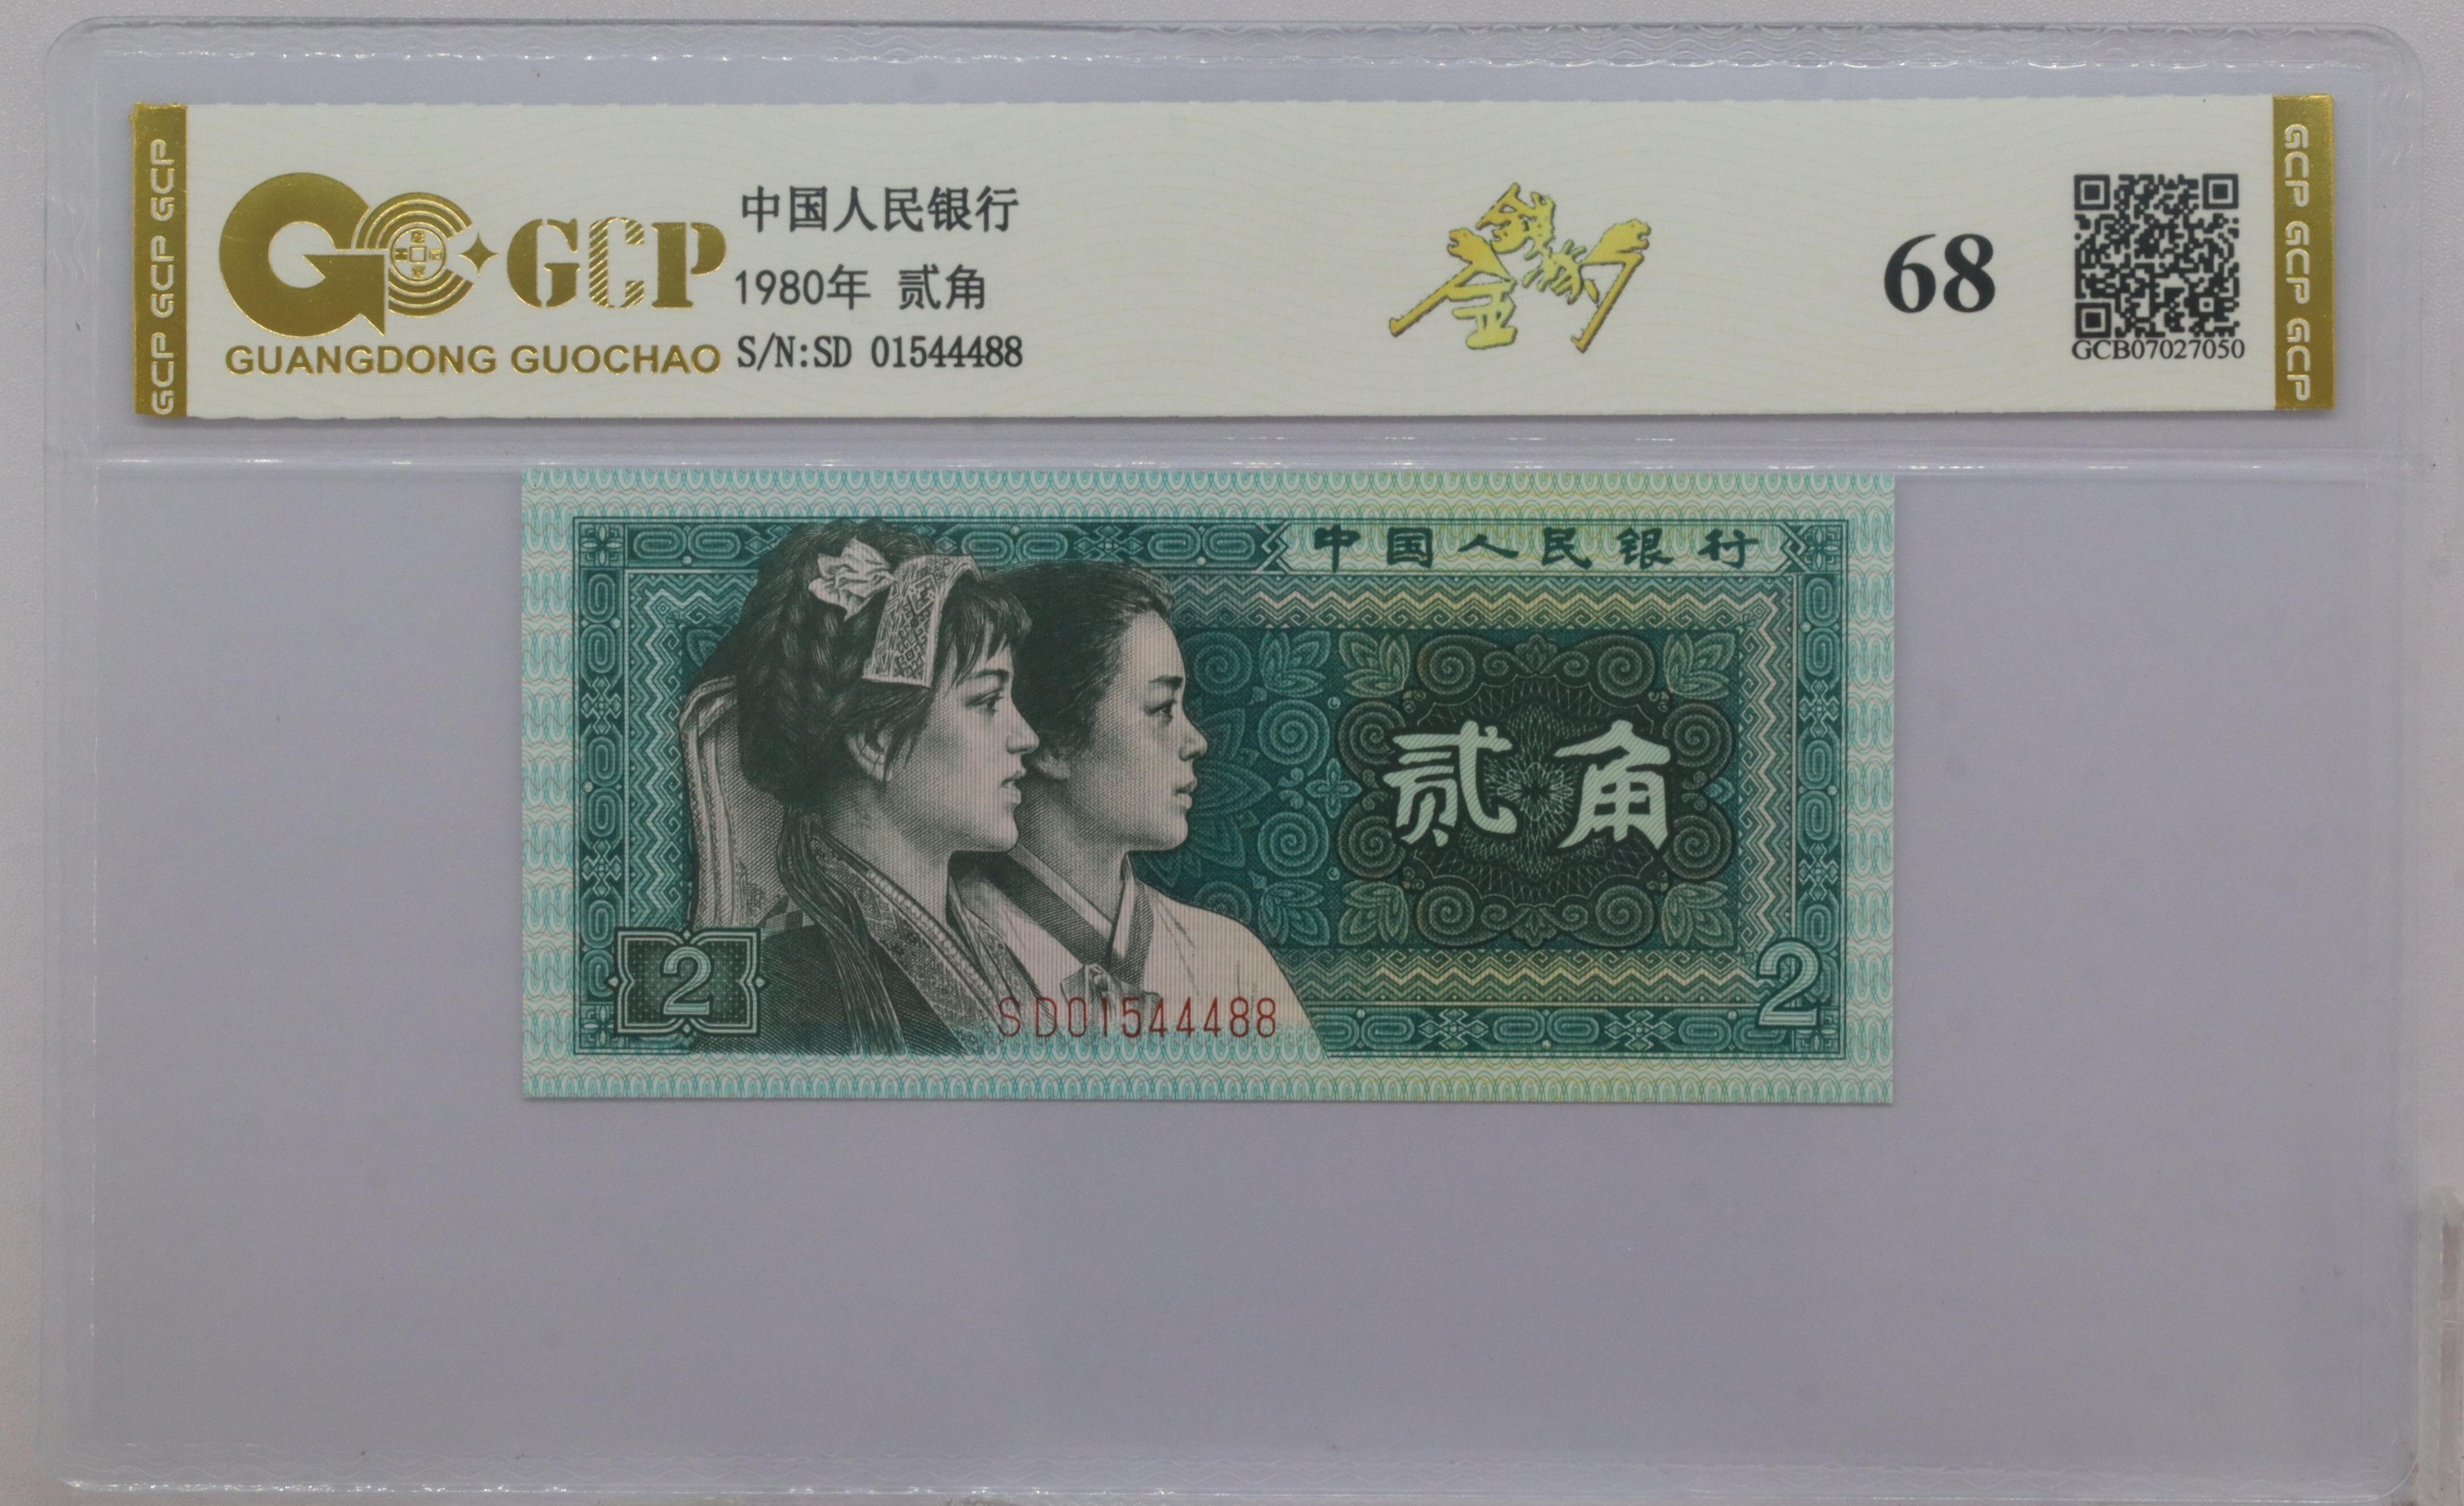 GCP GCP GCP
GCP
GUANGDONG GUOCHAO
中国人民银行
1980年 贰角
S/N:SD 01544488
68
GCB07027050
GCP GCP GCP
中国人民银行
贰角
2
SD01544488
2